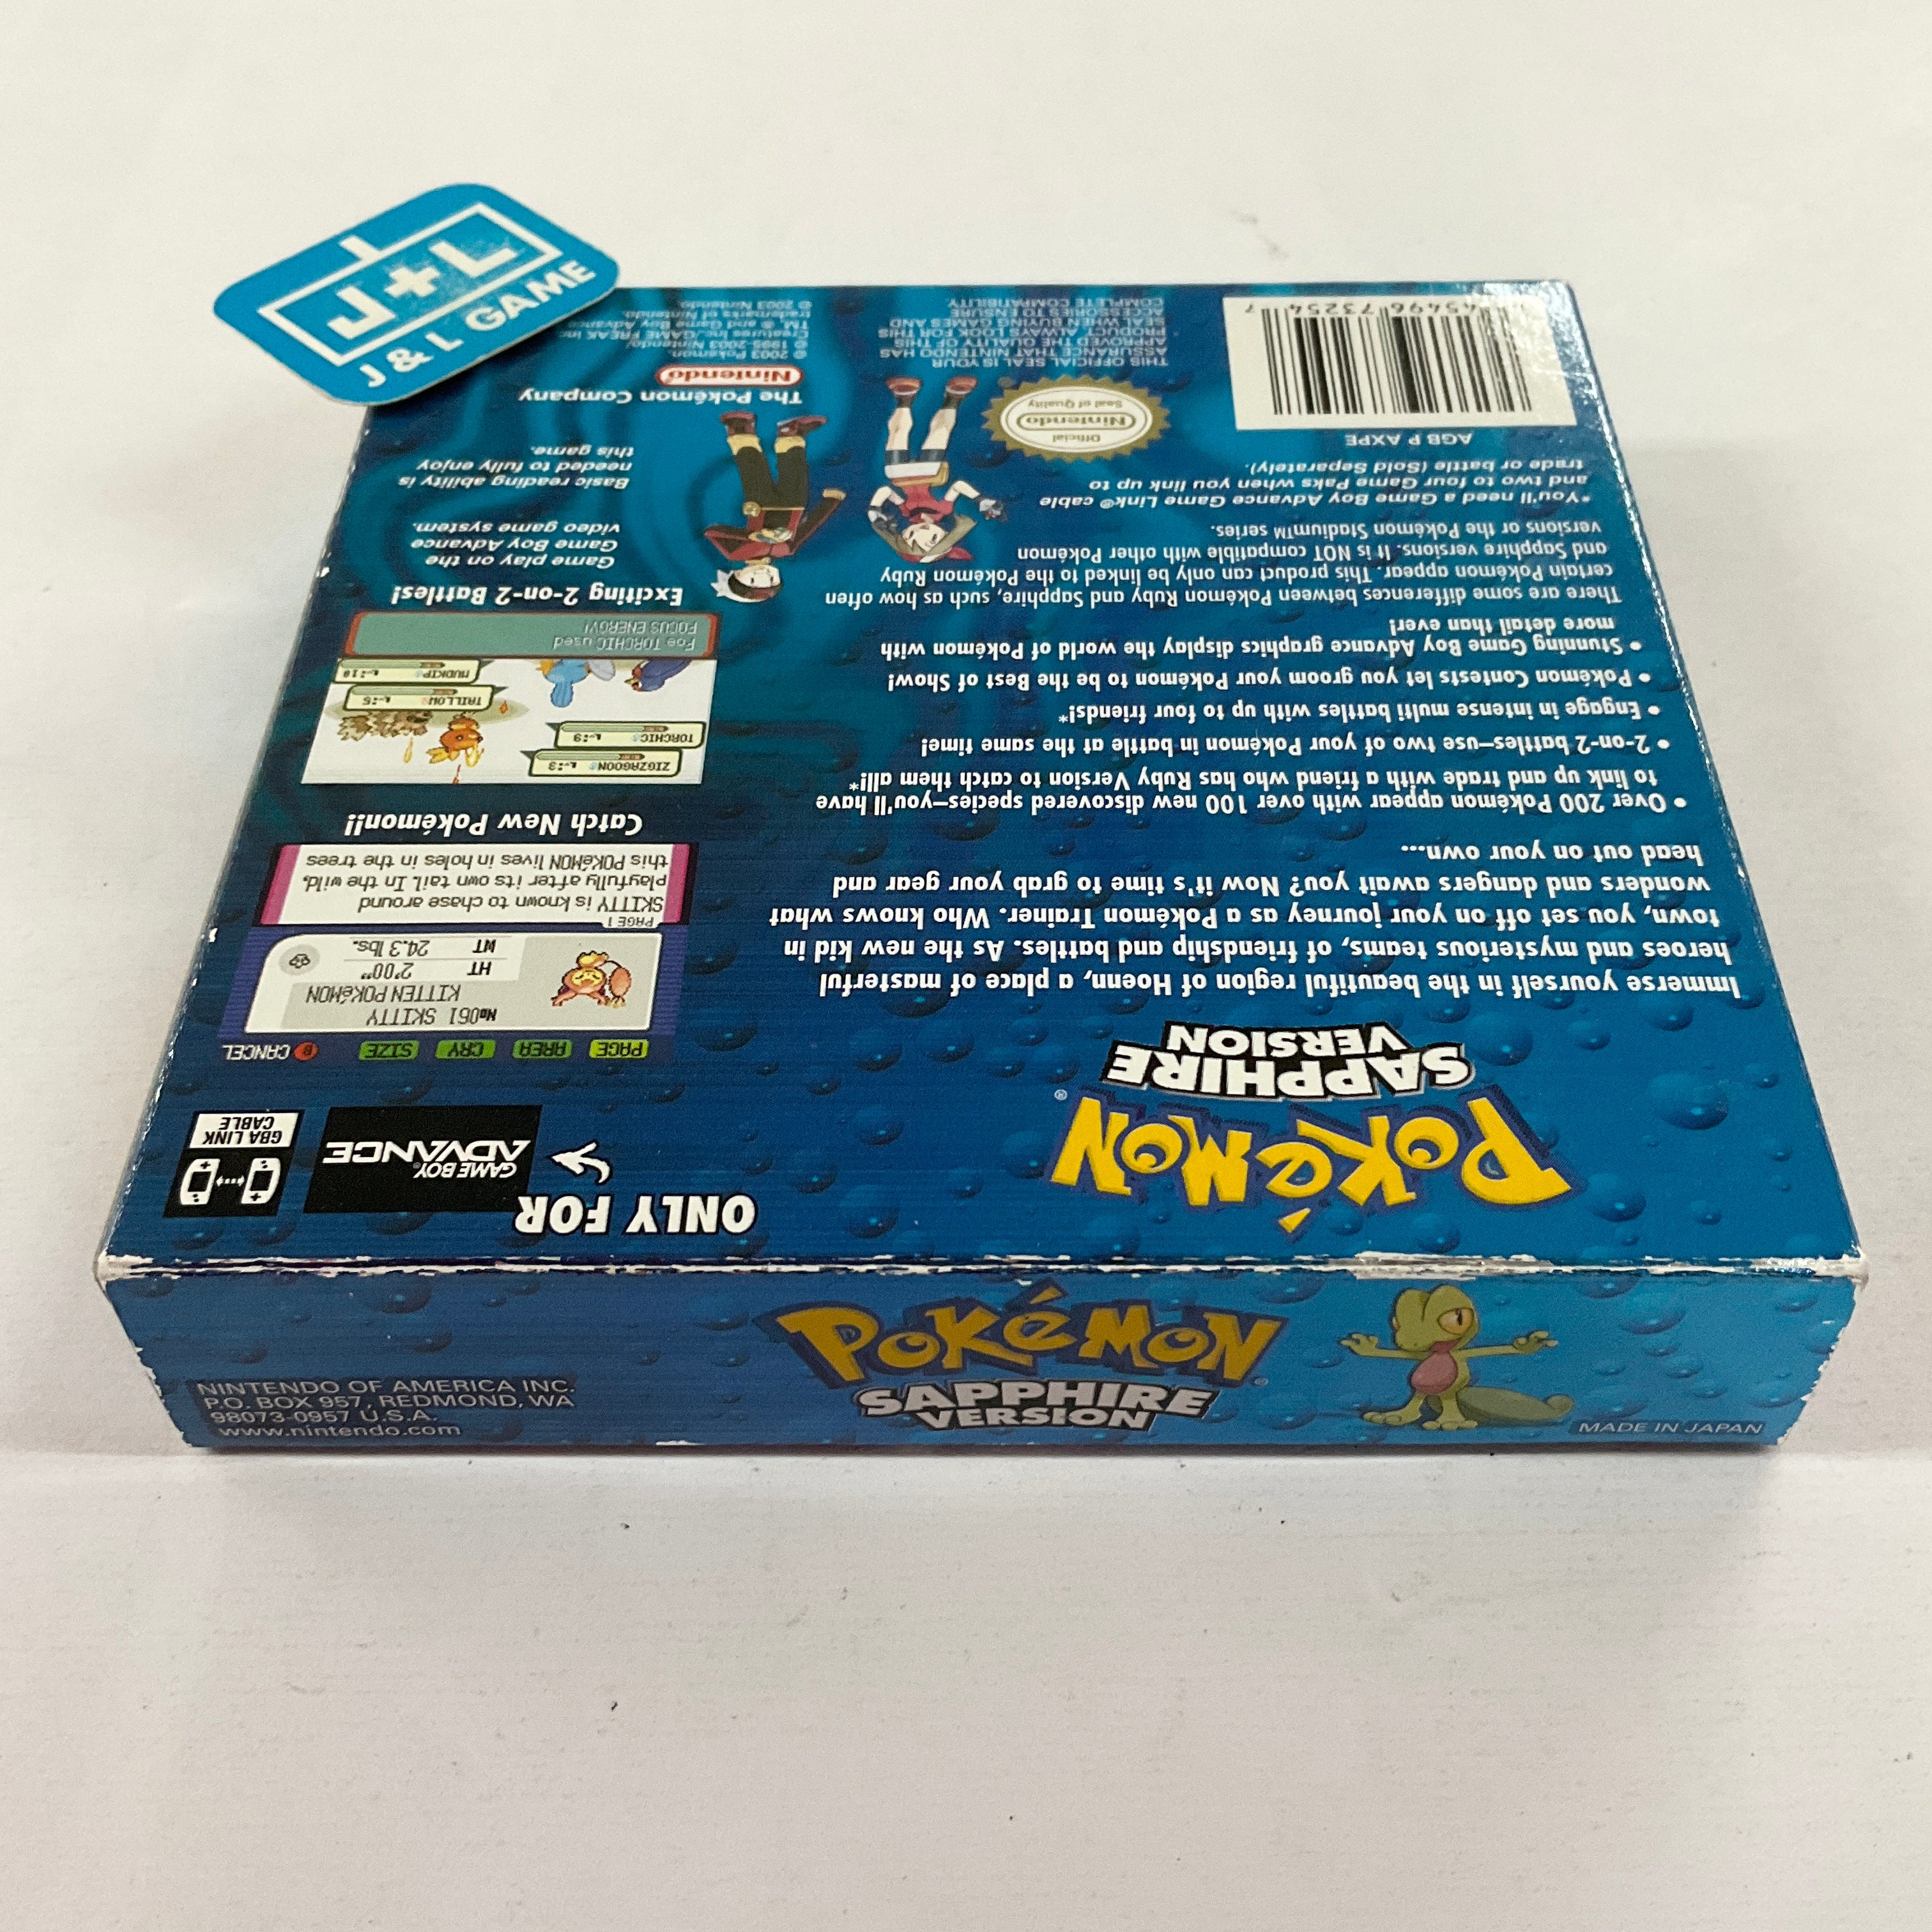 J+L
J&L GAME
POKéMON
SAPPHIRE
VERSION
ONLY FOR
GAME BOY
ADVANCE
GBA LINK
CABLE
Immerse yourself in the beautiful region of Hoenn, a place of masterful
heroes and mysterious teams, of friendship and battles. As the new kid in
town, you set off on your journey as a Pokémon Trainer. Who knows what
wonders and dangers await you? Now it's time to grab your gear and
head out on your own....
• Over 200 Pokémon appear with over 100 new discovered species—you'll have
to link up and trade with a friend who has Ruby Version to catch them all!*
• 2-on-2 battles—use two of your Pokémon in battle at the same time!
• Engage in intense multi battles with up to four friends!*
• Pokémon Contests let you groom your Pokémon to be the Best of Show!
• Stunning Game Boy Advance graphics display the world of Pokémon with
more detail than ever!
There are some differences between Pokémon Ruby and Sapphire, such as how often
certain Pokémon appear. This product can only be linked to the Pokémon Ruby
and Sapphire versions. It is NOT compatible with other Pokémon
versions or the Pokémon Stadium™ series.
*You'll need a Game Boy Advance Game Link® cable
and two to four Game Paks when you link up to
trade or battle (Sold Separately).
AGB P AXPE
45496 73254 7
Official
Nintendo
Seal of Quality
THIS OFFICIAL SEAL IS YOUR
ASSURANCE THAT NINTENDO HAS
APPROVED THE QUALITY OF THIS
PRODUCT. ALWAYS LOOK FOR THIS
SEAL WHEN BUYING GAMES AND
ACCESSORIES TO ENSURE
COMPLETE COMPATIBILITY.
PAGE AREA CRY SIZE B CANCEL
No061 SKITTY
KITTEN POKéMON
HT 2'00"
WT 24.3 lbs.
PAGE 1
SKITTY is known to chase around
playfully after its own tail. In the wild,
this POKéMON lives in holes in the trees
Catch New Pokémon!!
ZIGZAGOON Lv:3
TORCHIC Lv:9
TAILLOW Lv:5
MUDKIP Lv:10
Foe TORCHIC used
FOCUS ENERGY!
Exciting 2-on-2 Battles!
Game play on the
Game Boy Advance
video game system.
Basic reading ability is
needed to fully enjoy
this game.
The Pokémon Company
Nintendo
© 2003 Pokémon.
© 1995-2003 Nintendo/
Creatures Inc./GAME FREAK inc.
TM, ® and Game Boy Advance
trademarks of Nintendo.
© 2003 Nintendo
NINTENDO OF AMERICA INC.
P.O. BOX 957, REDMOND, WA
98073-0957 U.S.A.
www.nintendo.com
POKéMON
SAPPHIRE
VERSION
MADE IN JAPAN